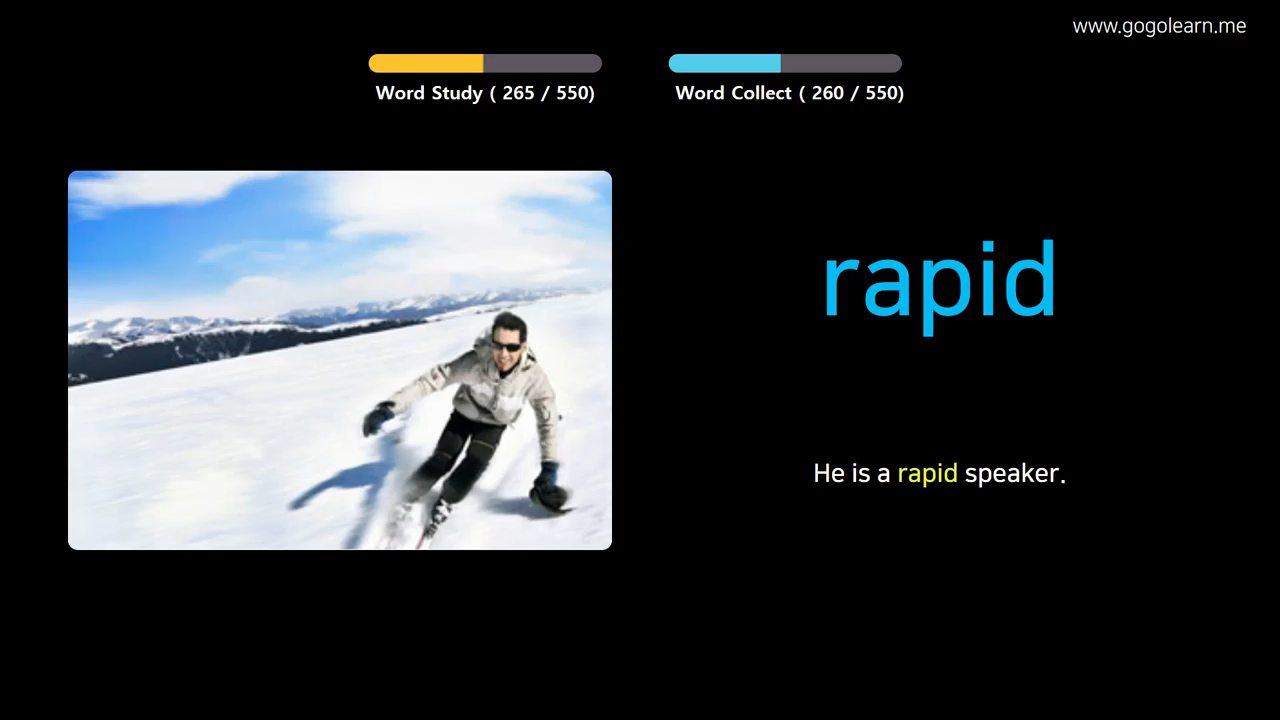 www.gogolearn.me
Word Study ( 265 / 550)
Word Collect ( 260 / 550)
rapid
He is a rapid speaker.